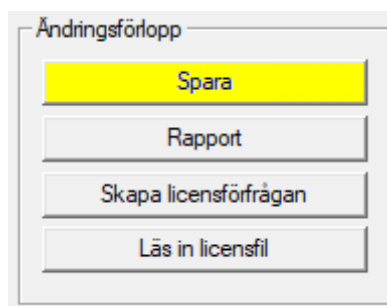 Ändringsförlopp
Spara
Rapport
Skapa licensförfrågan
Läs in licensfil